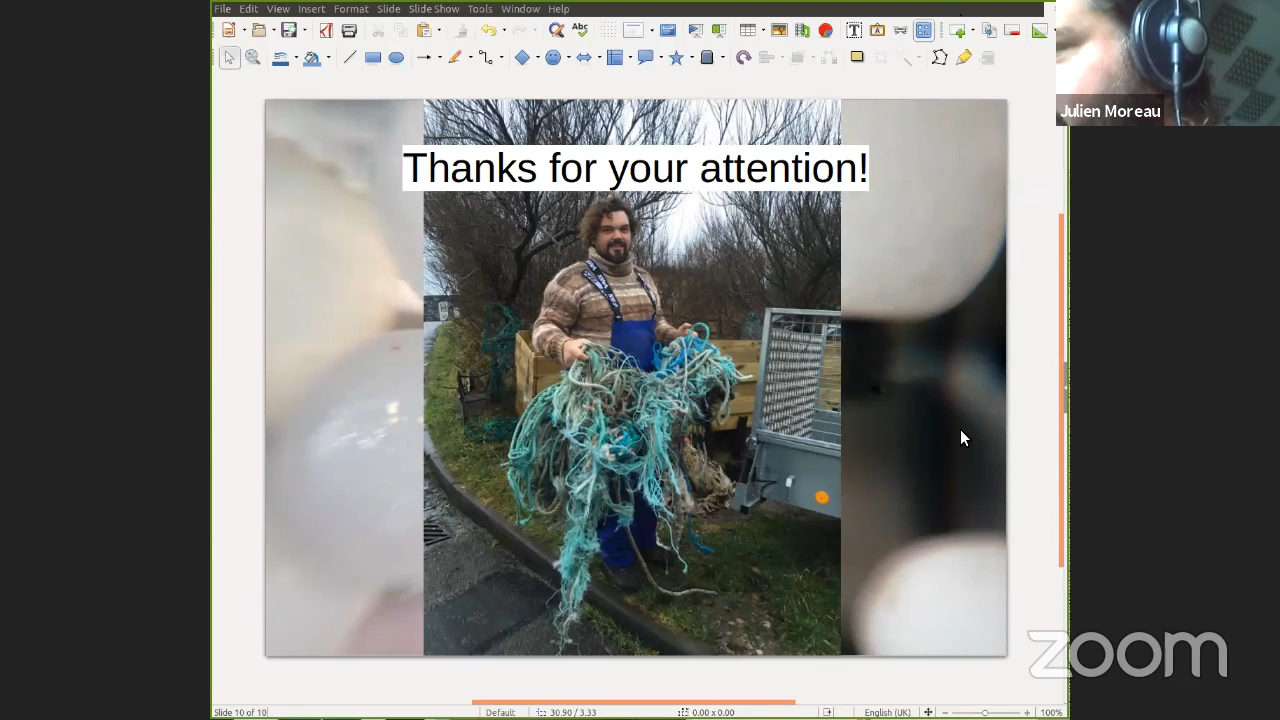 File Edit View Insert Format Slide Slide Show Tools Window Help
Abc
T
A
Julien Moreau
Thanks for your attention!
zoom
Slide 10 of 10
Default
30.90 / 3.33
0.00 x 0.00
English (UK)
100%